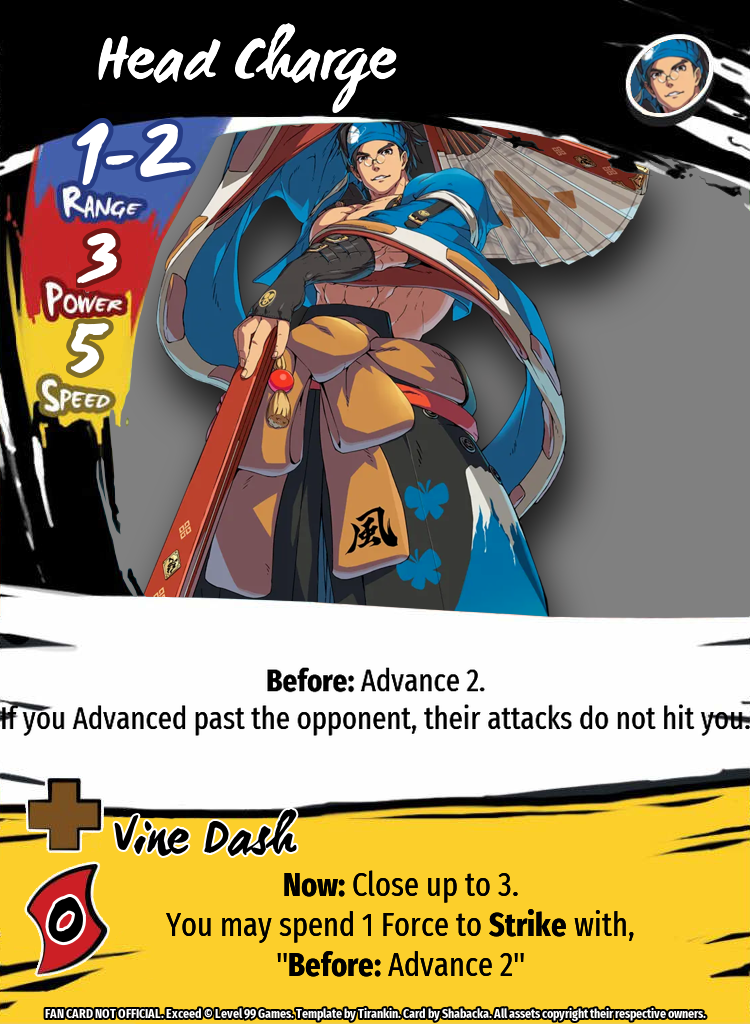 Head Charge
1-2
RANGE
3
POWER
5
SPEED
風
Before: Advance 2.
If you Advanced past the opponent, their attacks do not hit you.
Vine Dash
0
Now: Close up to 3.
You may spend 1 Force to Strike with,
"Before: Advance 2"
FAN CARD NOT OFFICIAL. Exceed © Level 99 Games. Template by Tirankin. Card by Shabacka. All assets copyright their respective owners.